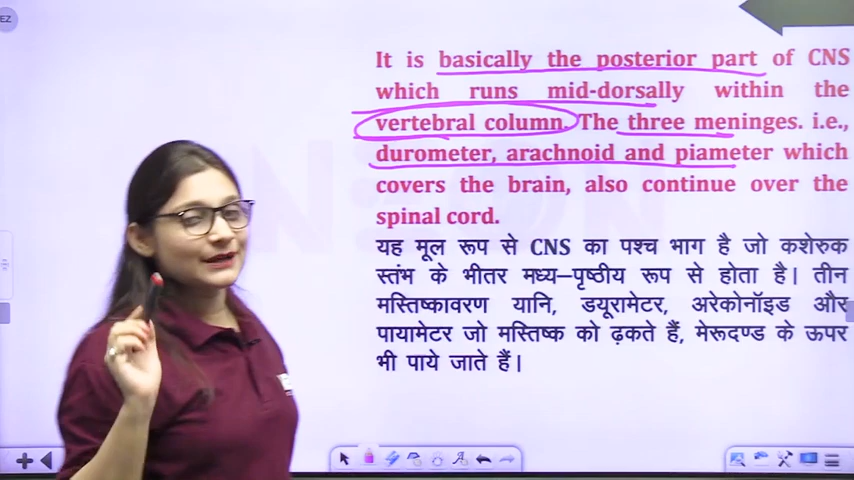 EZ
It is basically the posterior part of CNS
which runs mid-dorsally within the
vertebral column. The three meninges. i.e.,
durometer, arachnoid and piameter which
covers the brain, also continue over the
spinal cord.
यह मूल रूप से CNS का पश्च भाग है जो कशेरुक
स्तंभ के भीतर मध्य–पृष्ठीय रूप से होता है। तीन
मस्तिष्कावरण यानि, डयूरामेटर, अरेकोनॉइड और
पायामेटर जो मस्तिष्क को ढ़कते हैं, मेरूदण्ड के ऊपर
भी पाये जाते हैं।